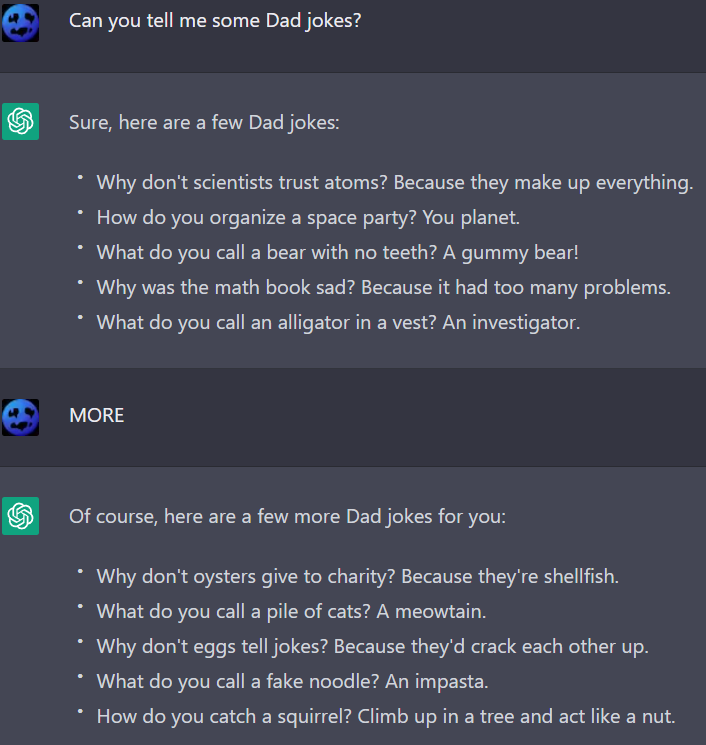 Can you tell me some Dad jokes?
Sure, here are a few Dad jokes:
• Why don't scientists trust atoms? Because they make up everything.
• How do you organize a space party? You planet.
• What do you call a bear with no teeth? A gummy bear!
• Why was the math book sad? Because it had too many problems.
• What do you call an alligator in a vest? An investigator.
MORE
Of course, here are a few more Dad jokes for you:
• Why don't oysters give to charity? Because they're shellfish.
• What do you call a pile of cats? A meowtain.
• Why don't eggs tell jokes? Because they'd crack each other up.
• What do you call a fake noodle? An impasta.
• How do you catch a squirrel? Climb up in a tree and act like a nut.